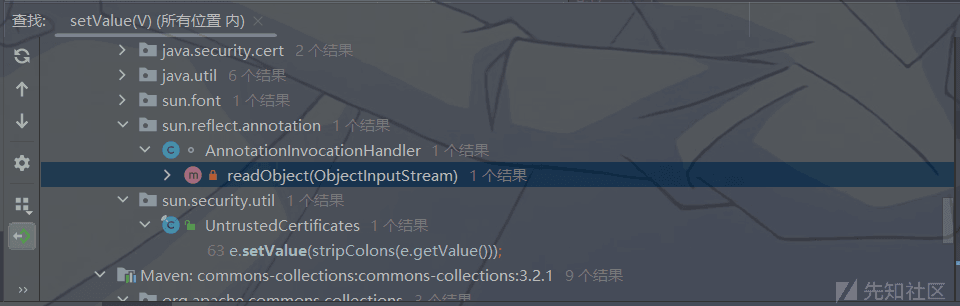 查找: setValue(V) (所有位置 内) ×
java.security.cert 2 个结果
java.util 6 个结果
sun.font 1 个结果
sun.reflect.annotation 1 个结果
AnnotationInvocationHandler 1 个结果
readObject(ObjectInputStream) 1 个结果
sun.security.util 1 个结果
UntrustedCertificates 1 个结果
63 e.setValue(stripColons(e.getValue()));
Maven: commons-collections:commons-collections:3.2.1 9 个结果
org.apache.commons.collections 3 个结果
先知社区